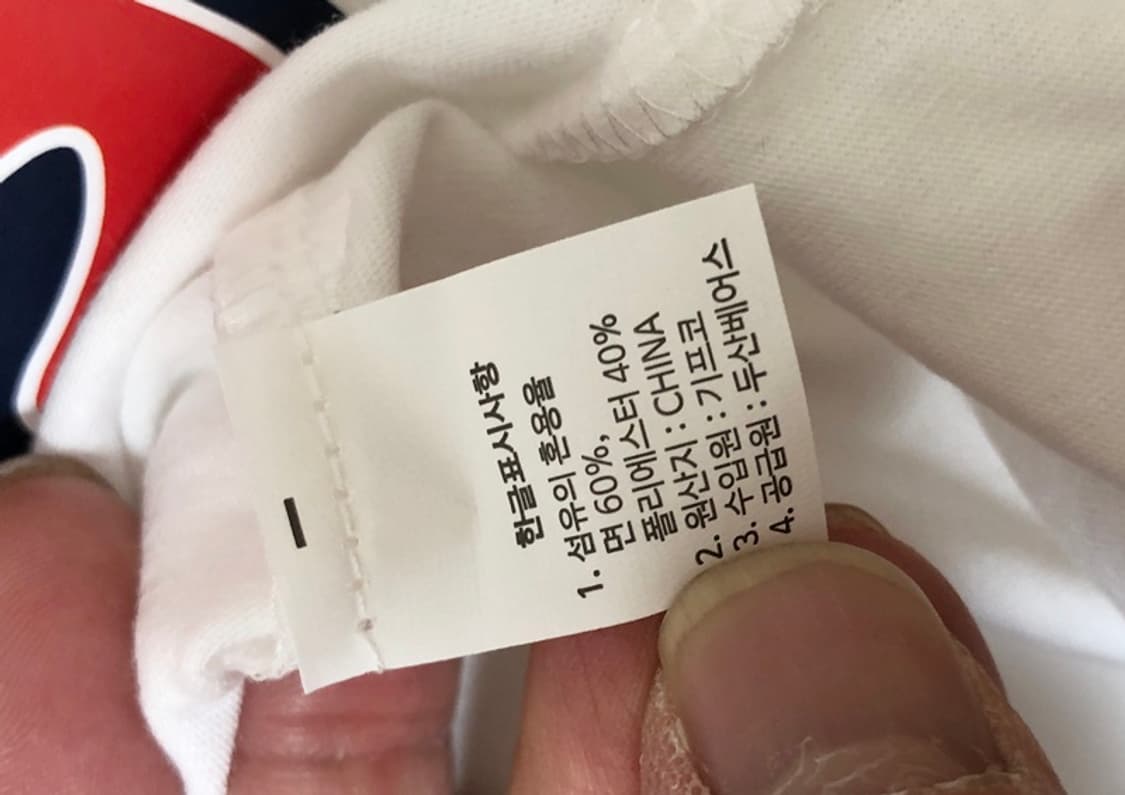 한글표시사항
1. 섬유의 혼용율
면 60%,
폴리에스터 40%
2. 원산지 : CHINA
3. 수입원 : 기프코
4. 공급원 : 두산베어스